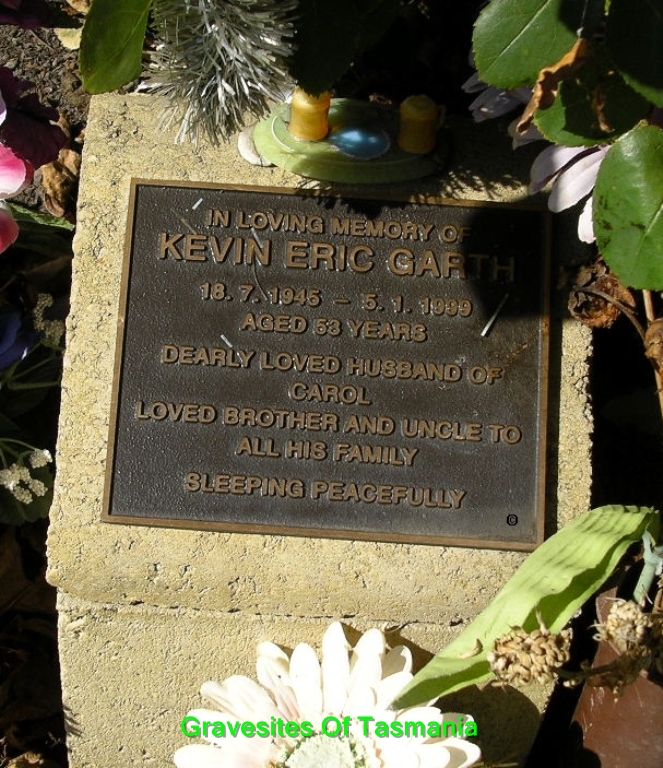 IN LOVING MEMORY OF
KEVIN ERIC GARTH
18. 7. 1945 – 5. 1. 1999
AGED 53 YEARS
DEARLY LOVED HUSBAND OF
CAROL
LOVED BROTHER AND UNCLE TO
ALL HIS FAMILY
SLEEPING PEACEFULLY
©
Gravesites Of Tasmania